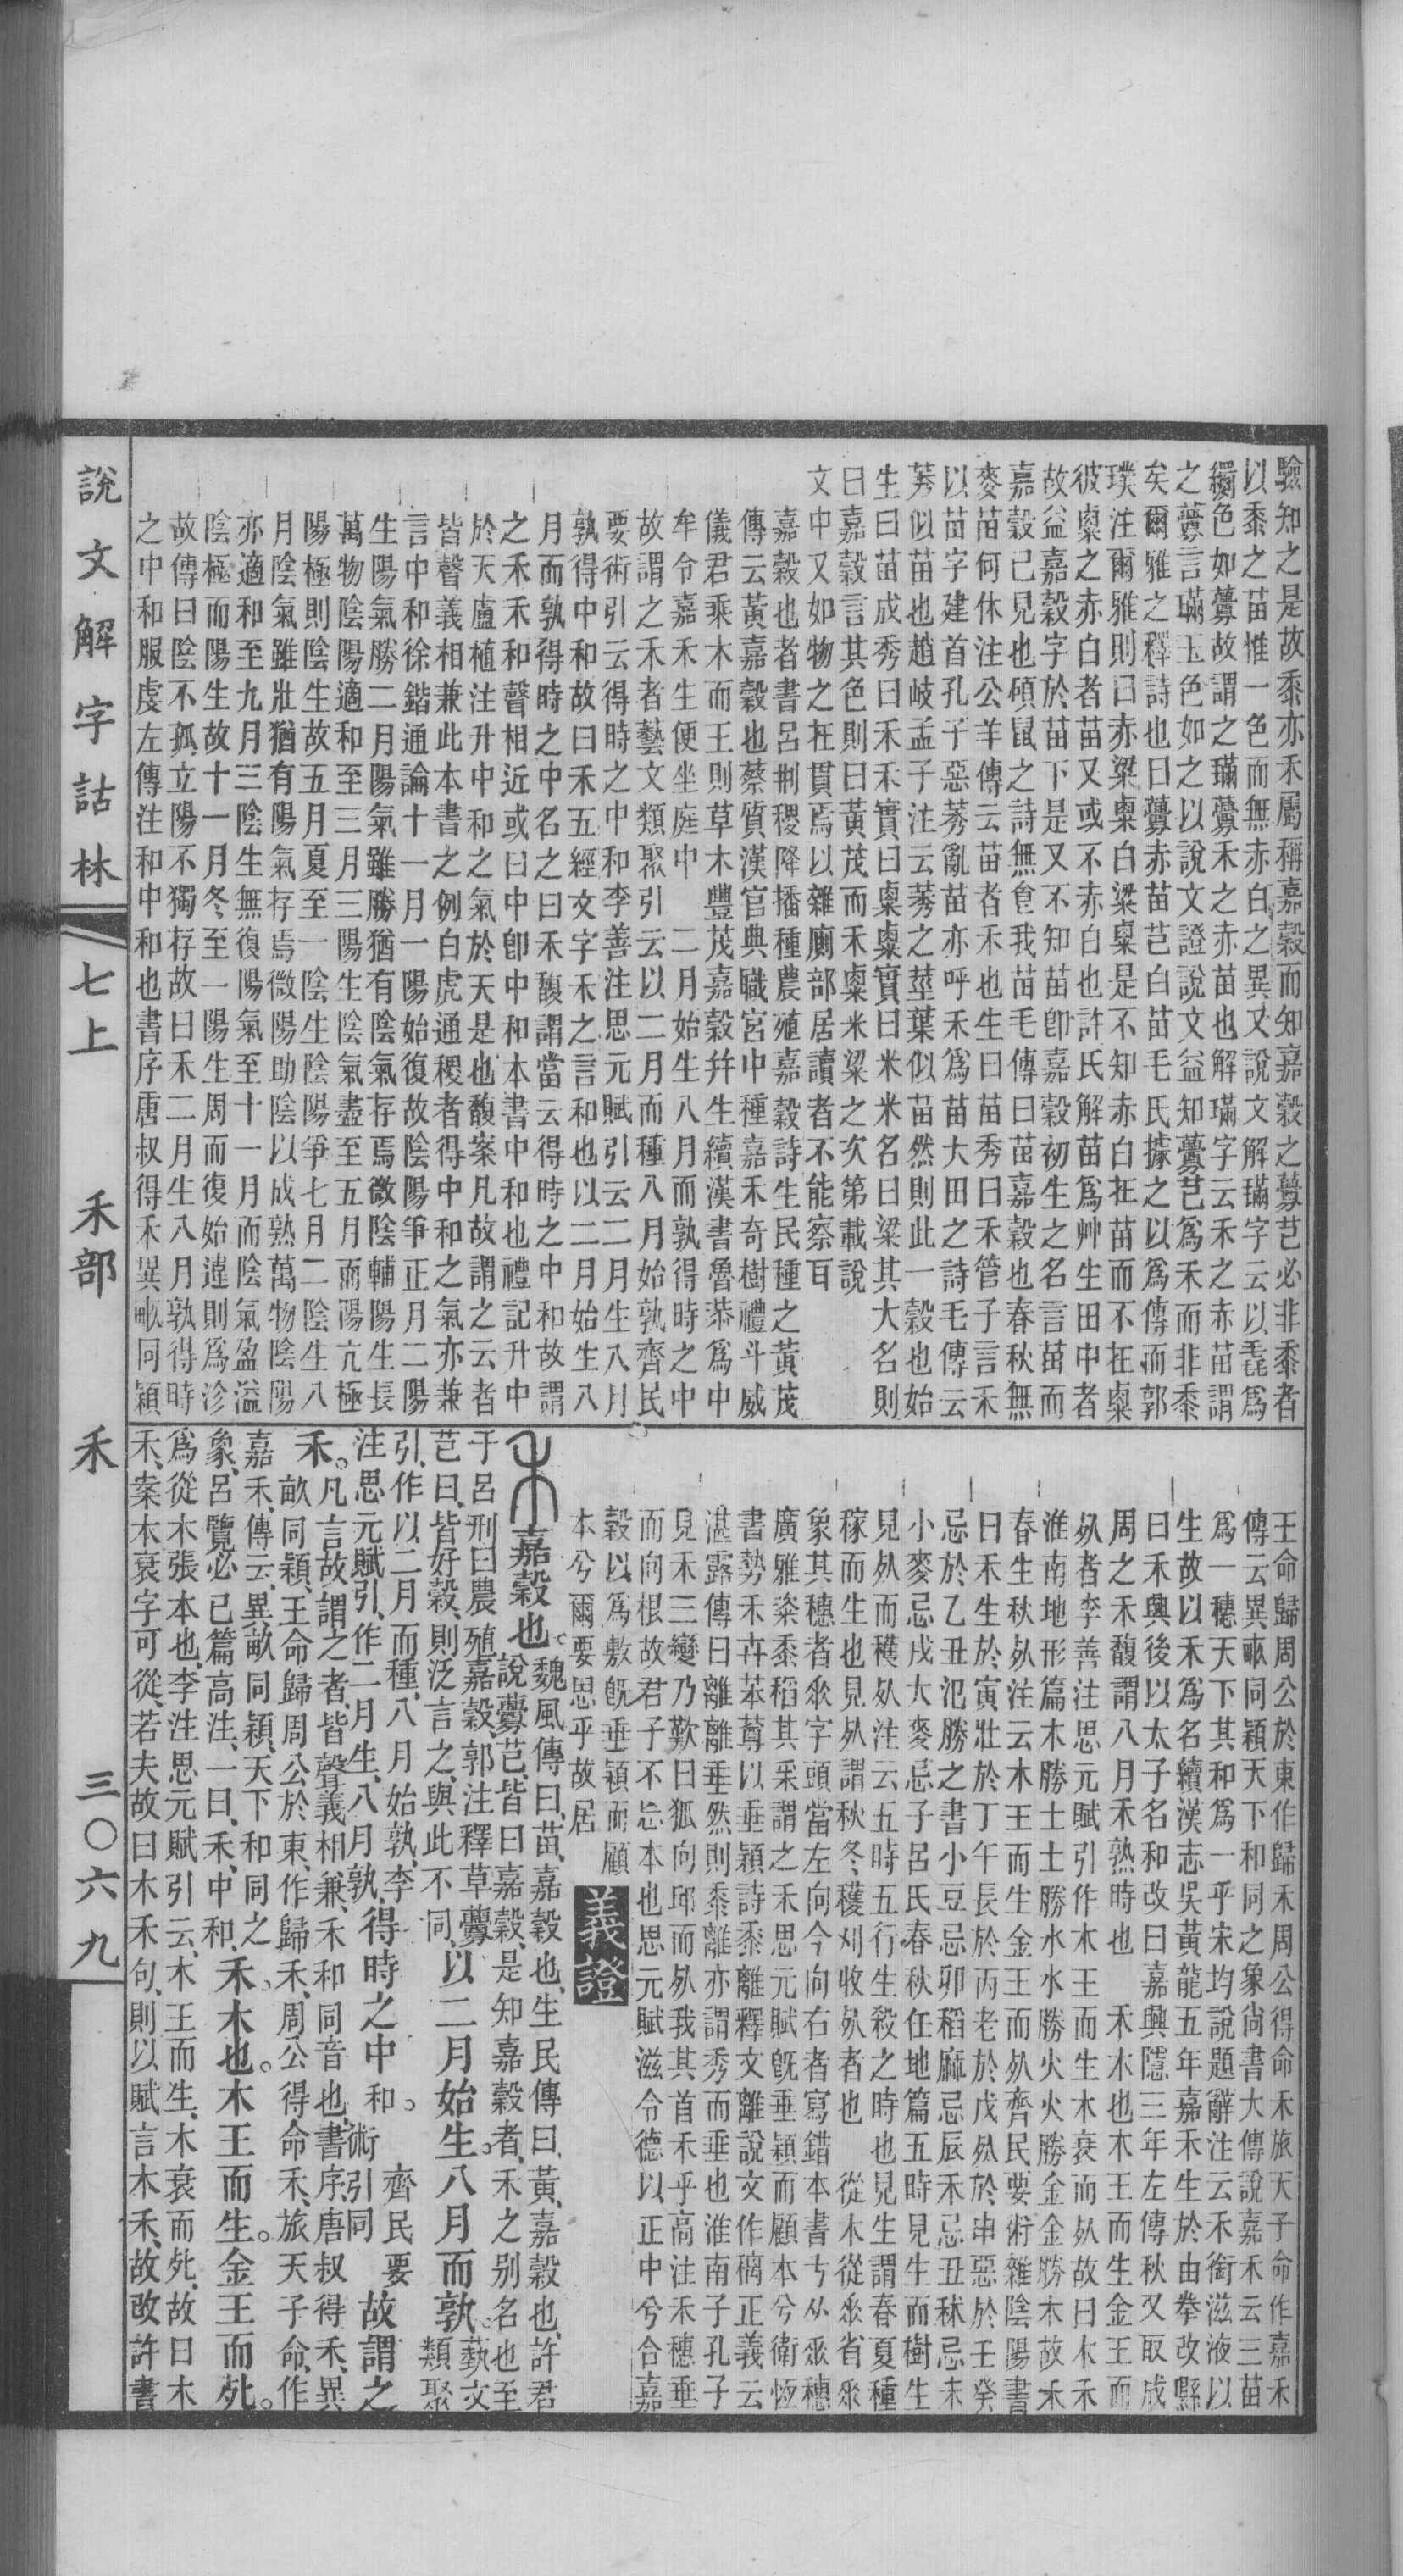 驗知之是故黍亦禾屬稱嘉穀而知嘉穀之虋芑必非黍者
以黍之苗惟一色而無赤白之異又說文解璊字云以毳爲
𦇧色如虋故謂之璊虋禾之赤苗也解璊字云禾之赤苗謂
之虋言璊玉色如之以說文證說文益知虋芑爲禾而非黍
矣爾雅之釋詩也曰虋赤苗芑白苗毛氏據之以爲傳而郭
璞注爾雅則曰赤粱粟白粱粟是不知赤白在苗而不在粟
彼粟之赤白者苗又或不赤白也許氏解苗爲艸生田中者
故益嘉穀字於苗下是又不知苗卽嘉穀初生之名言苗而
嘉穀已見也碩鼠之詩無食我苗毛傳曰苗嘉穀也春秋無
麥苗何休注公羊傳云苗者禾也生曰苗秀曰禾管子言禾
以苗字建首孔子惡莠亂苗亦呼禾爲苗大田之詩毛傳云
莠似苗也趙岐孟子注云莠之莖葉似苗然則此一穀也始
生曰苗成秀曰禾禾實曰粟粟實曰米米名曰粱其大名則
曰嘉穀言其色則曰黃茂而禾粟米粱之次第載說
文中又如物之在貫焉以雜廁部居讀者不能察耳
嘉穀也者書呂刑稷降播種農殖嘉穀詩生民種之黃茂
傳云黃嘉穀也蔡質漢官典職宮中種嘉禾奇樹禮斗威
儀君乘木而王則草木豐茂嘉穀幷生續漢書魯恭爲中
牟令嘉禾生便坐庭中　二月始生八月而孰得時之中
故謂之禾者藝文類聚引云以二月而種八月始孰齊民
要術引云得時之中和李善注思元賦引云二月生八月
孰得中和故曰禾五經文字禾之言和也以二月始生八
月而孰得時之中名之曰禾馥謂當云得時之中和故謂
之禾禾和聲相近或曰中卽中和本書中和也禮記升中
於天盧植注升中和之氣於天是也馥案凡故謂之云者
皆聲義相兼此本書之例白虎通稷者得中和之氣亦兼
言中和徐鍇通論十一月一陽始復故陰陽爭正月二陽
生陽氣勝二月陽氣雖勝猶有陰氣存焉微陰輔陽生長
萬物陰陽適和至三月三陽生陰氣盡至五月而陽亢極
陽極則陰生故五月夏至一陰生陰陽爭七月二陰生八
月陰氣雖壯猶有陽氣存焉微陽助陰以成熟萬物陰陽
亦適和至九月三陰生無復陽氣至十一月而陰氣盈溢
陰極而陽生故十一月冬至一陽生周而復始違則爲沴
故傳曰陰不孤立陽不獨存故曰禾二月生八月孰得時
之中和服虔左傳注和中和也書序唐叔得禾異畝同穎
王命歸周公於東作歸禾周公得命禾旅天子命作嘉禾
傳云異畝同穎天下和同之象尚書大傳說嘉禾云三苗
爲一穗天下其和爲一乎宋均說題辭注云禾銜滋液以
生故以禾爲名續漢志吳黃龍五年嘉禾生於由拳改縣
曰禾興後以太子名和改曰嘉興隱三年左傳秋又取成
周之禾馥謂八月禾熟時也　禾木也木王而生金王而
㱙者李善注思元賦引作木王而生木衰而㱙故曰木禾
淮南地形篇木勝土土勝水水勝火火勝金金勝木故禾
春生秋㱙注云木王而生金王而㱙齊民要術雜陰陽書
曰禾生於寅壯於丁午長於丙老於戊㱙於申惡於壬癸
忌於乙丑氾勝之書小豆忌卯稻麻忌辰禾忌丑秫忌未
小麥忌戌大麥忌子呂氏春秋任地篇五時見生而樹生
見㱙而穫㱙注云五時五行生殺之時也見生謂春夏種
稼而生也見㱙謂秋冬穫刈收㱙者也　從木從𠂹省𠂹
象其穗者𠂹字頭當左向今向右者寫錯本書𠂹穗
廣雅粢黍稻其采謂之禾思元賦旣垂穎而顧本兮衛恆
書勢禾卉苯䔿以垂穎詩黍離釋文離說文作穲正義云
湛露傳曰離離垂然則黍離亦謂秀而垂也淮南子孔子
見禾三變乃歎曰狐向邱而㱙我其首禾乎高注禾穗垂
而向根故君子不忘本也思元賦滋令德以正中兮合嘉
穀以爲敷旣垂穎而顧
本兮爾要思乎故居
義證
嘉穀也。魏風傳曰、苗、嘉穀也、生民傳曰、黃、嘉穀也、許君
說虋芑、皆曰嘉穀、是知嘉穀者、禾之別名也、至
于呂刑曰、農殖嘉穀、郭注釋草虋
芑曰、皆好穀、則泛言之、與此不同、以二月始生。八月而孰。藝文類聚
引、作以二月而種、八月始孰、李
注思元賦引、作二月生、八月孰、得時之中和。齊民要術引同故謂之
禾。凡言故謂之者、皆聲義相兼、禾和同音也、書序、唐叔得禾、異
畝同穎、王命歸周公於東、作歸禾、周公得命禾、旅天子命、作
嘉禾、傳云、異畝同穎、天下和同之
象、呂覽必己篇高注、一曰、禾、中和、禾。木也。木王而生。金王而㱙。
爲從木張本也、李注思元賦引云、木王而生、木衰而㱙、故曰木
禾、案木衰字可從、若夫故曰木禾句、則以賦言木禾、故改許書
說文解字詁林　七上　禾部　禾　三〇六九